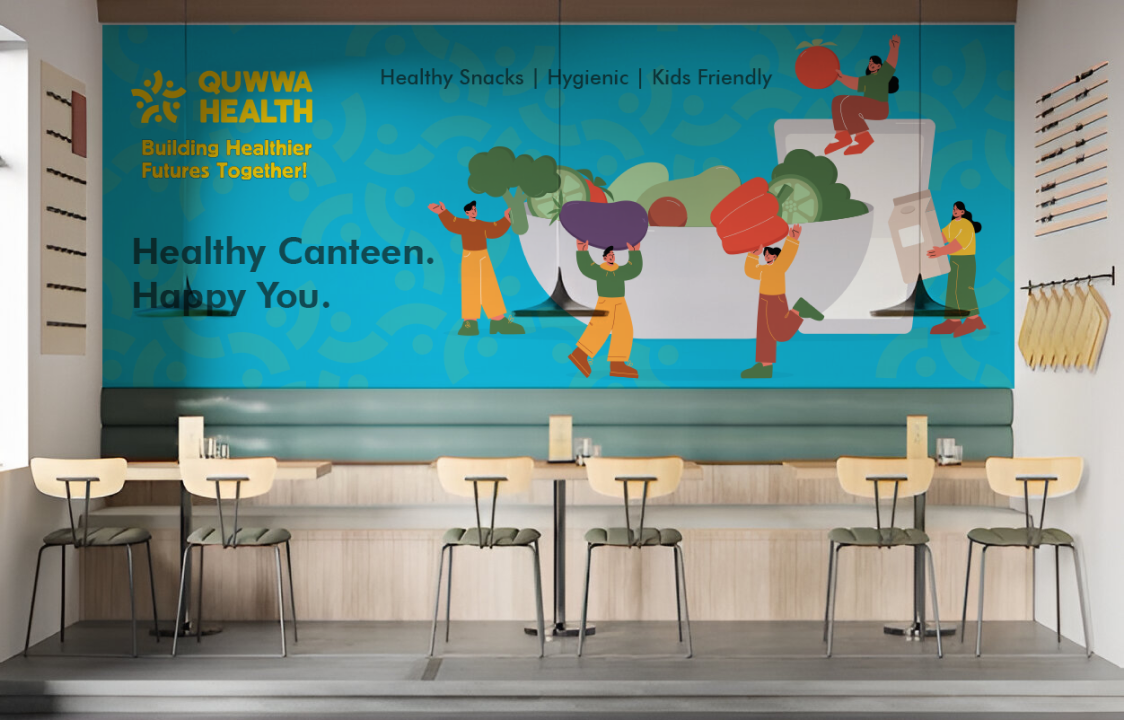 QUWWA
HEALTH
Building Healthier
Futures Together!
Healthy Snacks | Hygienic | Kids Friendly
Healthy Canteen.
Happy You.